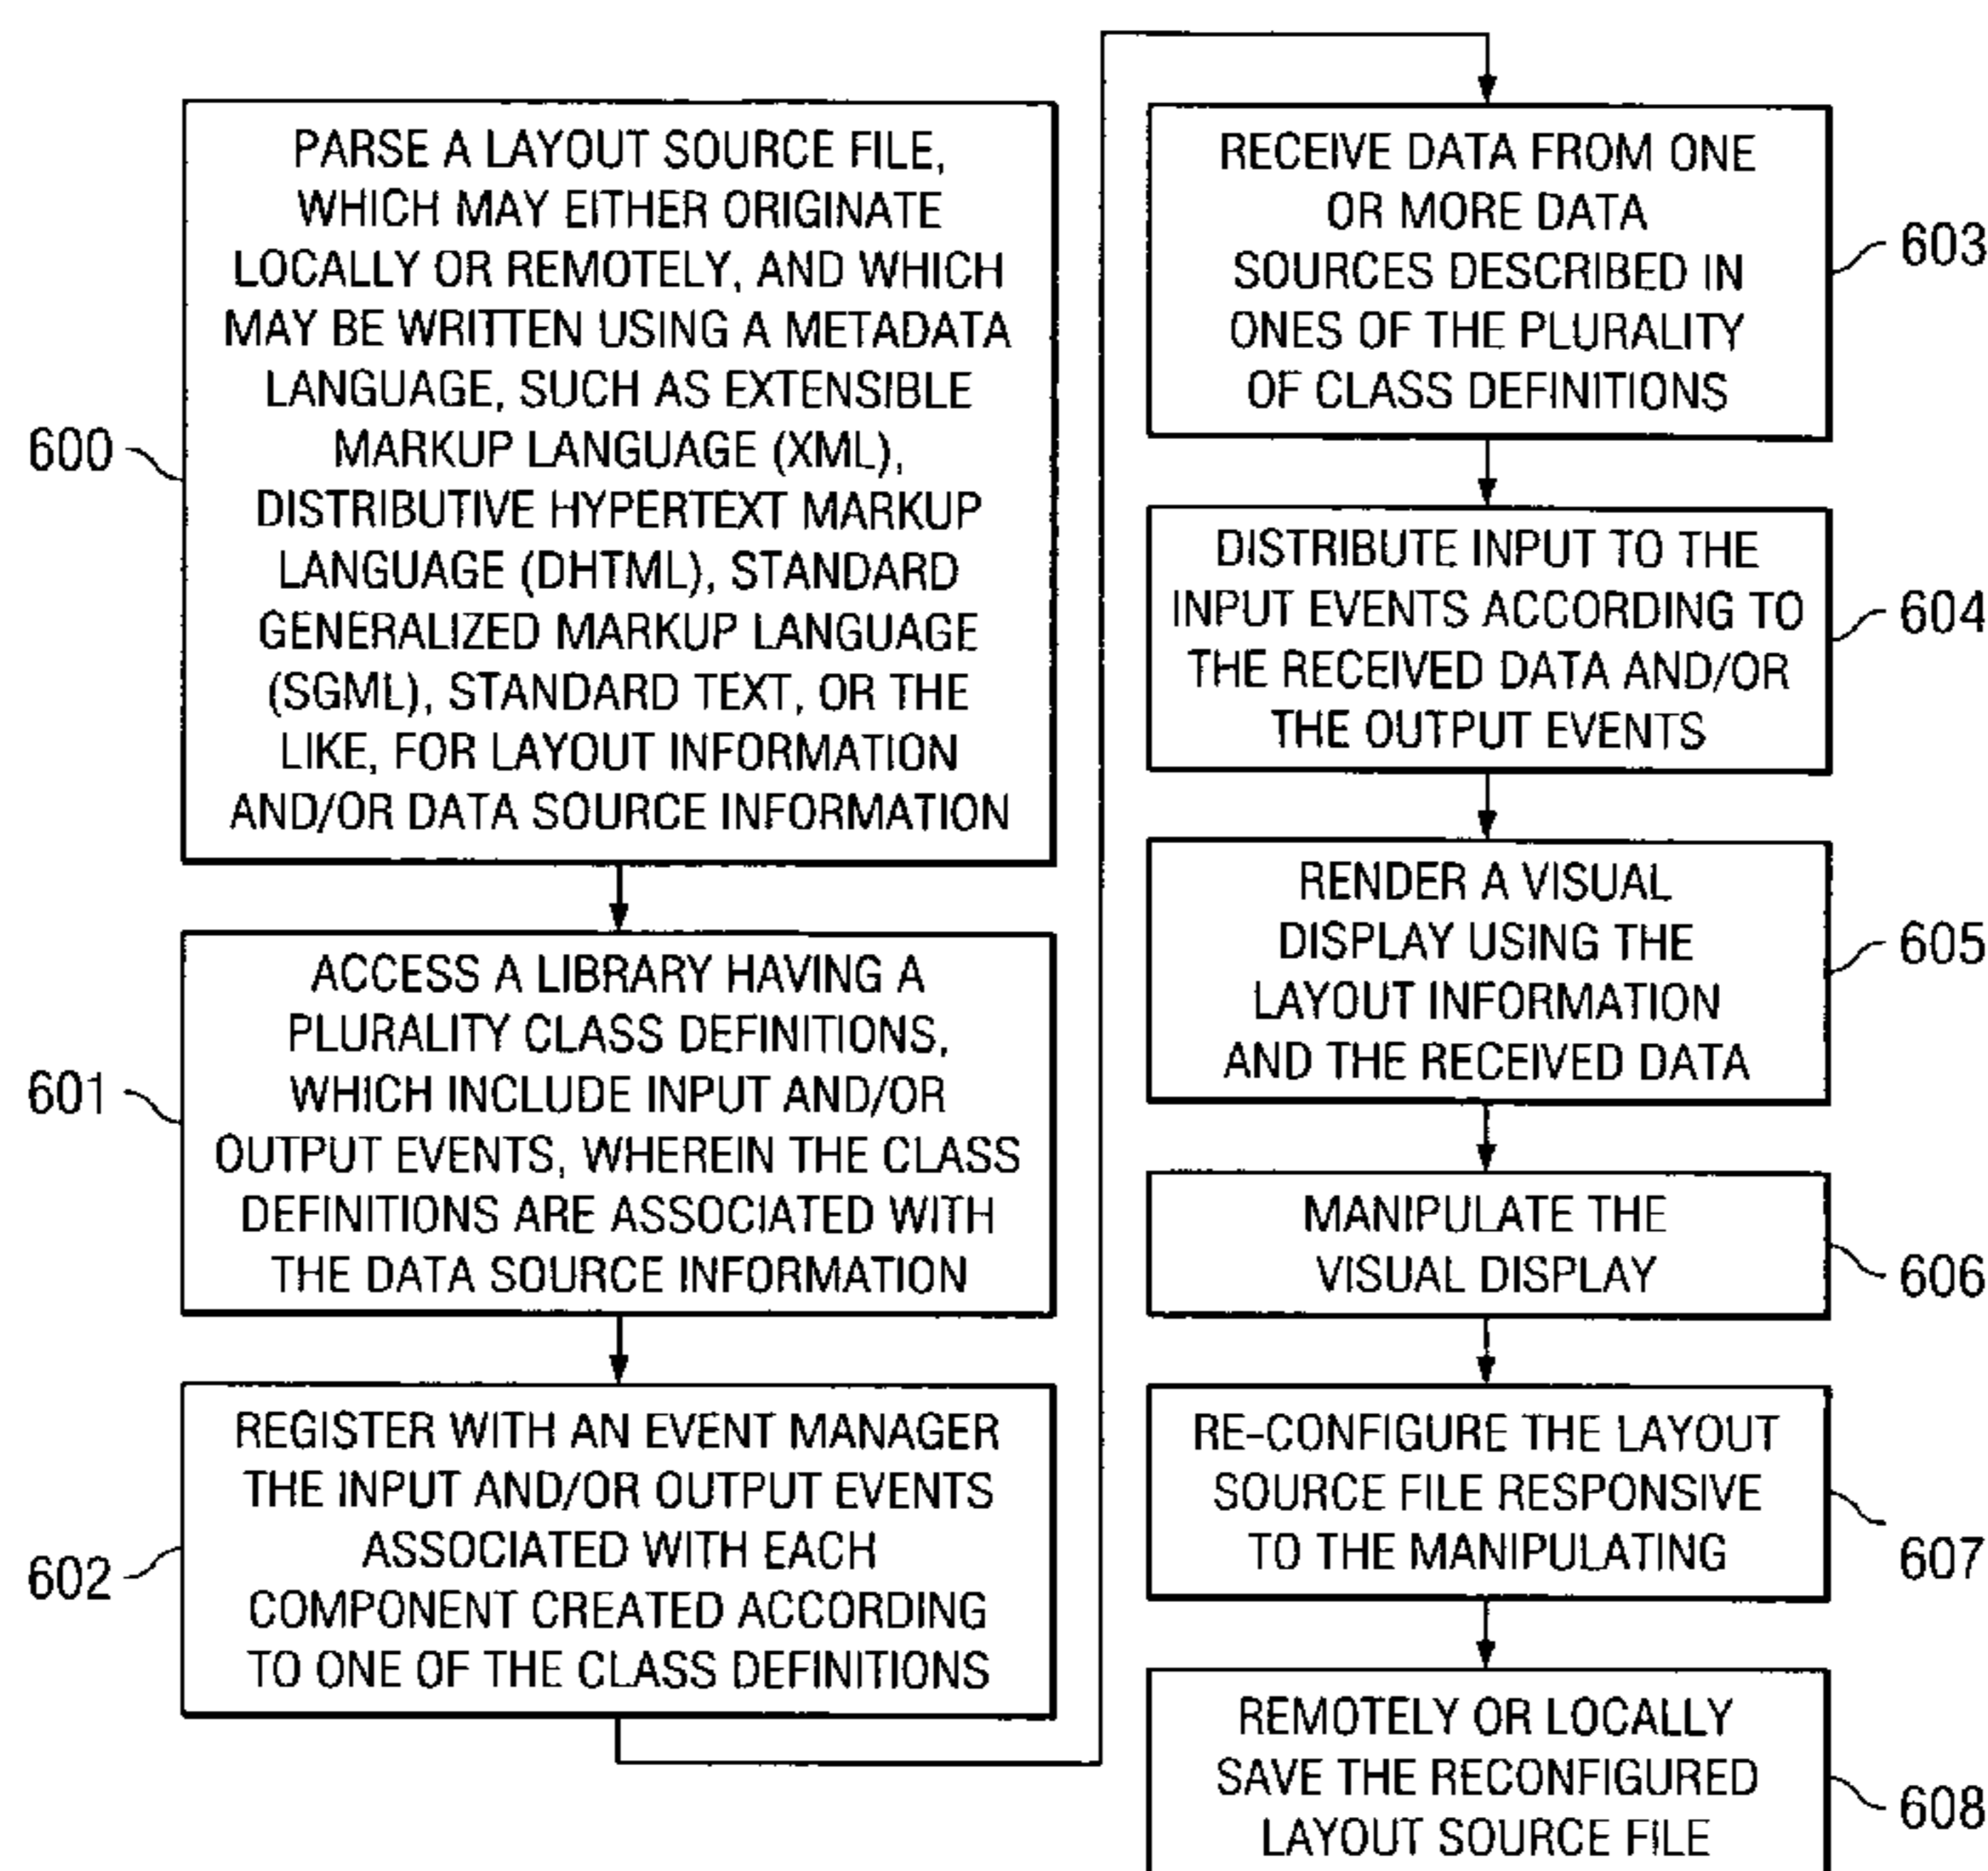 PARSE A LAYOUT SOURCE FILE,
WHICH MAY EITHER ORIGINATE
LOCALLY OR REMOTELY, AND WHICH
MAY BE WRITTEN USING A METADATA
LANGUAGE, SUCH AS EXTENSIBLE
MARKUP LANGUAGE (XML),
DISTRIBUTIVE HYPERTEXT MARKUP
LANGUAGE (DHTML), STANDARD
GENERALIZED MARKUP LANGUAGE
(SGML), STANDARD TEXT, OR THE
LIKE, FOR LAYOUT INFORMATION
AND/OR DATA SOURCE INFORMATION
600
ACCESS A LIBRARY HAVING A
PLURALITY CLASS DEFINITIONS,
WHICH INCLUDE INPUT AND/OR
OUTPUT EVENTS, WHEREIN THE CLASS
DEFINITIONS ARE ASSOCIATED WITH
THE DATA SOURCE INFORMATION
601
REGISTER WITH AN EVENT MANAGER
THE INPUT AND/OR OUTPUT EVENTS
ASSOCIATED WITH EACH
COMPONENT CREATED ACCORDING
TO ONE OF THE CLASS DEFINITIONS
602
RECEIVE DATA FROM ONE
OR MORE DATA
SOURCES DESCRIBED IN
ONES OF THE PLURALITY
OF CLASS DEFINITIONS
603
DISTRIBUTE INPUT TO THE
INPUT EVENTS ACCORDING TO
THE RECEIVED DATA AND/OR
THE OUTPUT EVENTS
604
RENDER A VISUAL
DISPLAY USING THE
LAYOUT INFORMATION
AND THE RECEIVED DATA
605
MANIPULATE THE
VISUAL DISPLAY
606
RE-CONFIGURE THE LAYOUT
SOURCE FILE RESPONSIVE
TO THE MANIPULATING
607
REMOTELY OR LOCALLY
SAVE THE RECONFIGURED
LAYOUT SOURCE FILE
608